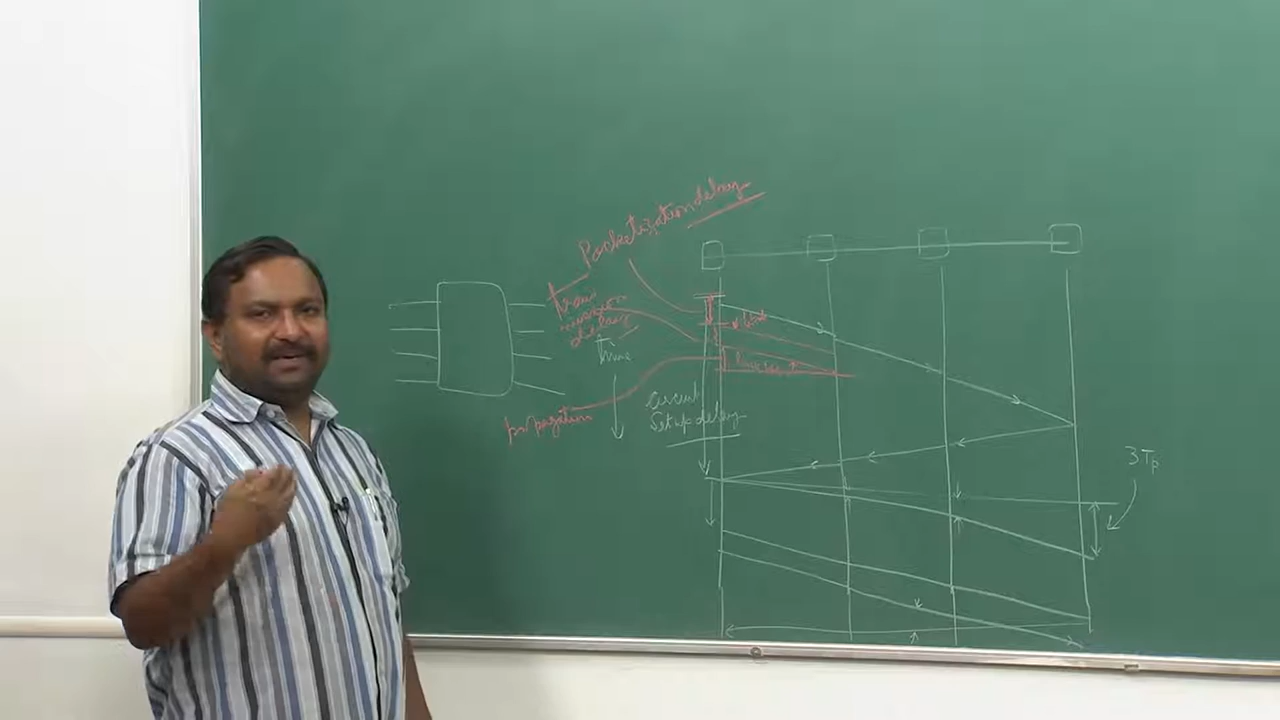 Packetization delay
trans
mission
delay
time
circuit
Setup delay
propagation
3Tp